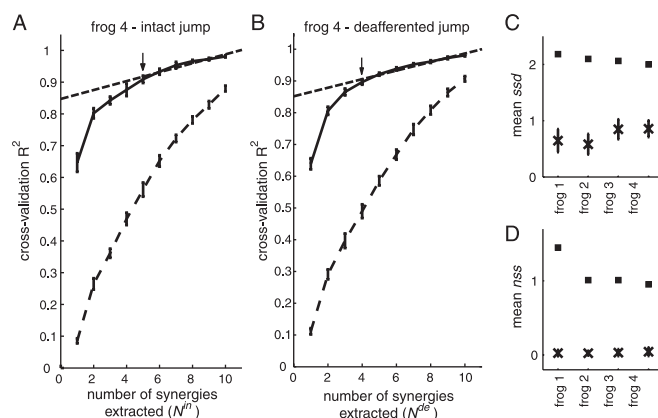 A
frog 4 - intact jump
cross-validation R²
1
0.9
0.8
0.7
0.6
0.5
0.4
0.3
0.2
0.1
0
0 2 4 6 8 10
number of synergies
extracted (Nⁱⁿ)
B
frog 4 - deafferented jump
cross-validation R²
1
0.9
0.8
0.7
0.6
0.5
0.4
0.3
0.2
0.1
0
0 2 4 6 8 10
number of synergies
extracted (Nᵈᵉ)
C
mean ssd
2
1
0
frog 1
frog 2
frog 3
frog 4
D
mean nss
1
0
frog 1
frog 2
frog 3
frog 4